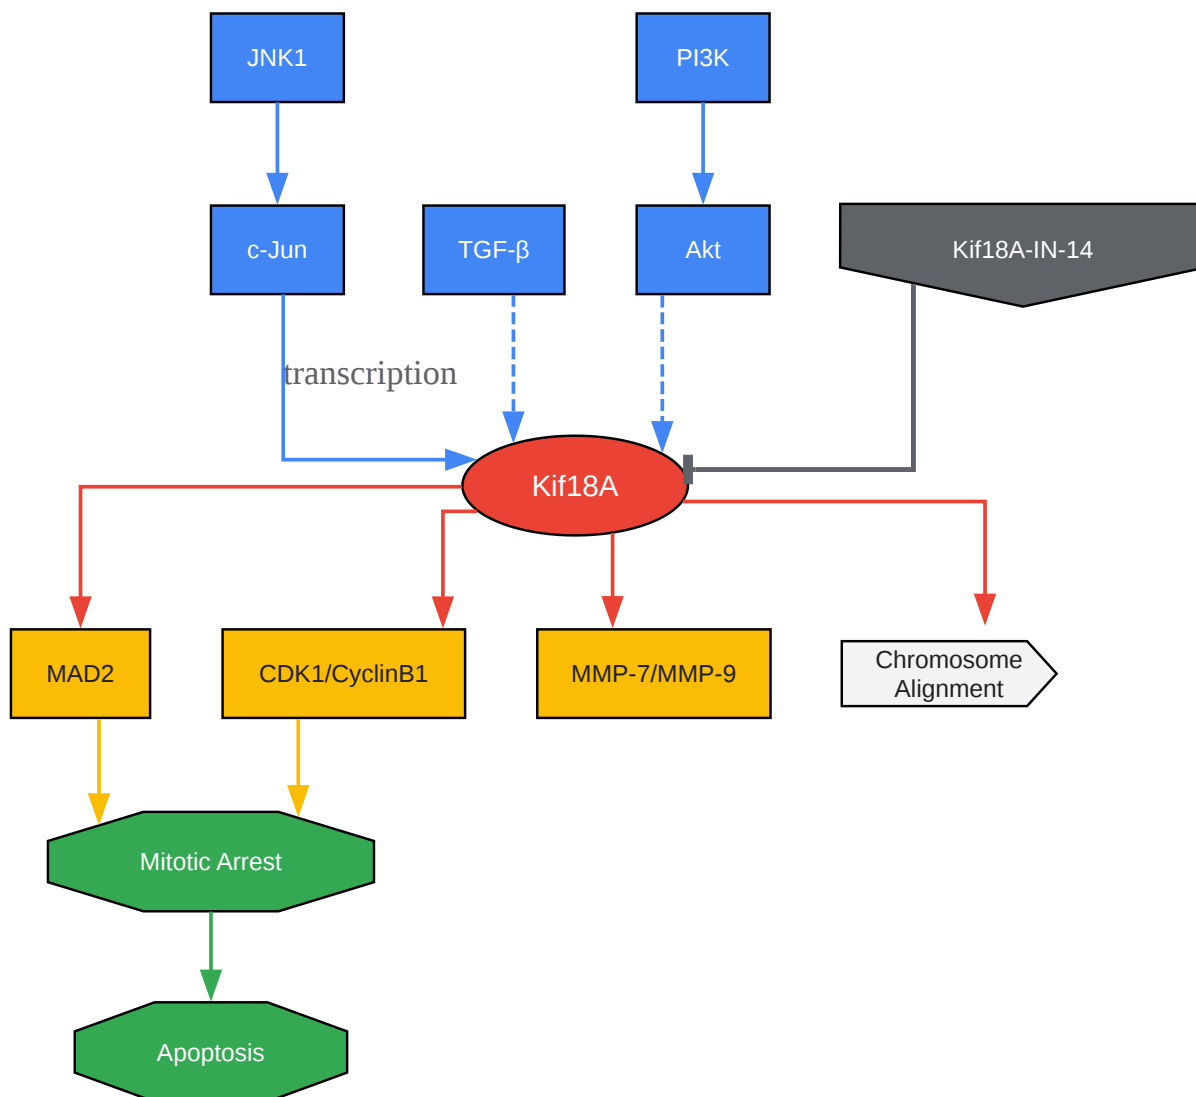 JNK1
PI3K
c-Jun
TGF-β
Akt
Kif18A-IN-14
transcription
Kif18A
MAD2
CDK1/CyclinB1
MMP-7/MMP-9
Chromosome
Alignment
Mitotic Arrest
Apoptosis